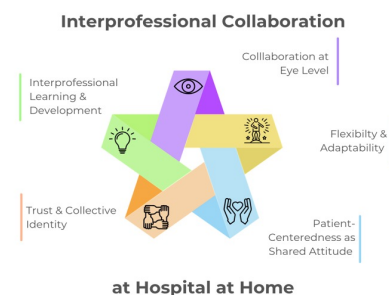 Interprofessional Collaboration
Colllaboration at
Eye Level
Interprofessional
Learning &
Development
Flexibilty &
Adaptability
Trust & Collective
Identity
Patient-
Centeredness as
Shared Attitude
at Hospital at Home